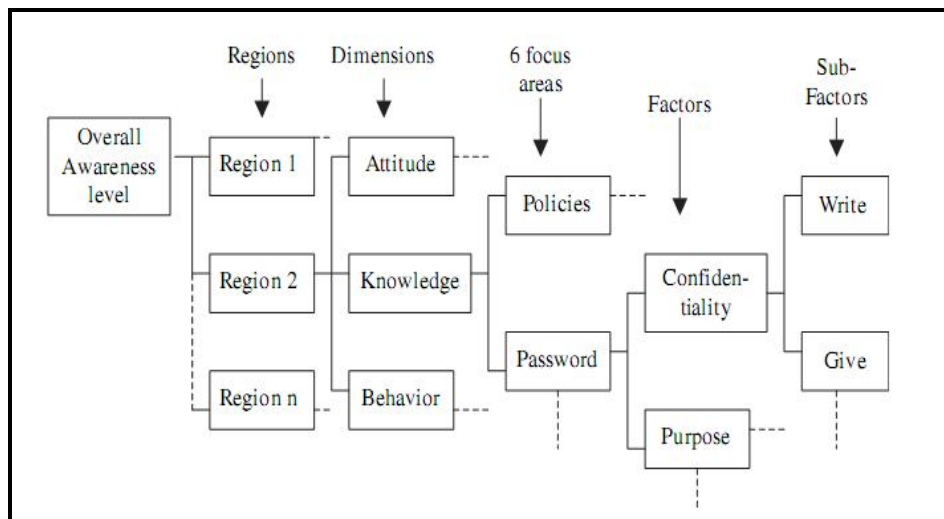 Regions
Dimensions
6 focus
areas
Factors
Sub-
Factors
Overall
Awareness
level
Region 1
Region 2
Region n
Attitude
Knowledge
Behavior
Policies
Password
Confiden-
tiality
Purpose
Write
Give